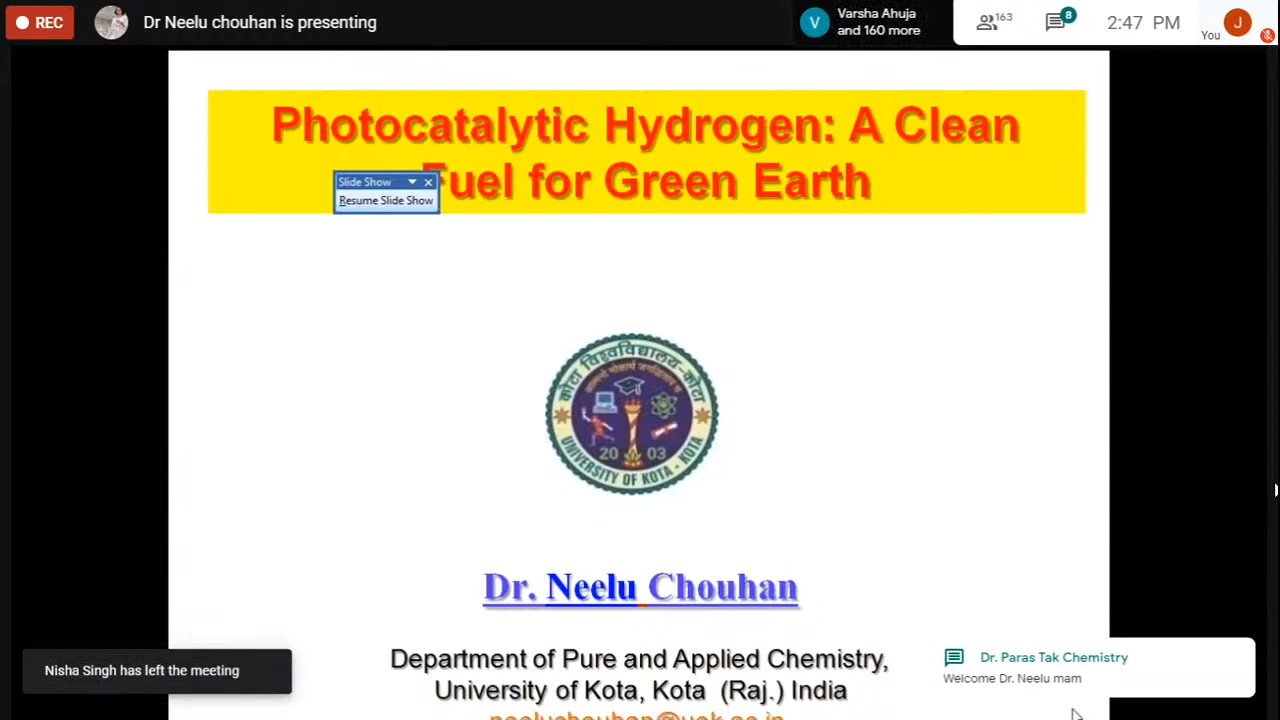 REC
Dr Neelu chouhan is presenting
V
Varsha Ahuja
and 160 more
163
8
2:47 PM
You
J
Photocatalytic Hydrogen: A Clean
Fuel for Green Earth
Slide Show
Resume Slide Show
कोटा विश्वविद्यालय-कोटा
20 03
UNIVERSITY OF KOTA - KOTA
Dr. Neelu Chouhan
Department of Pure and Applied Chemistry,
University of Kota, Kota (Raj.) India
Nisha Singh has left the meeting
Dr. Paras Tak Chemistry
Welcome Dr. Neelu mam